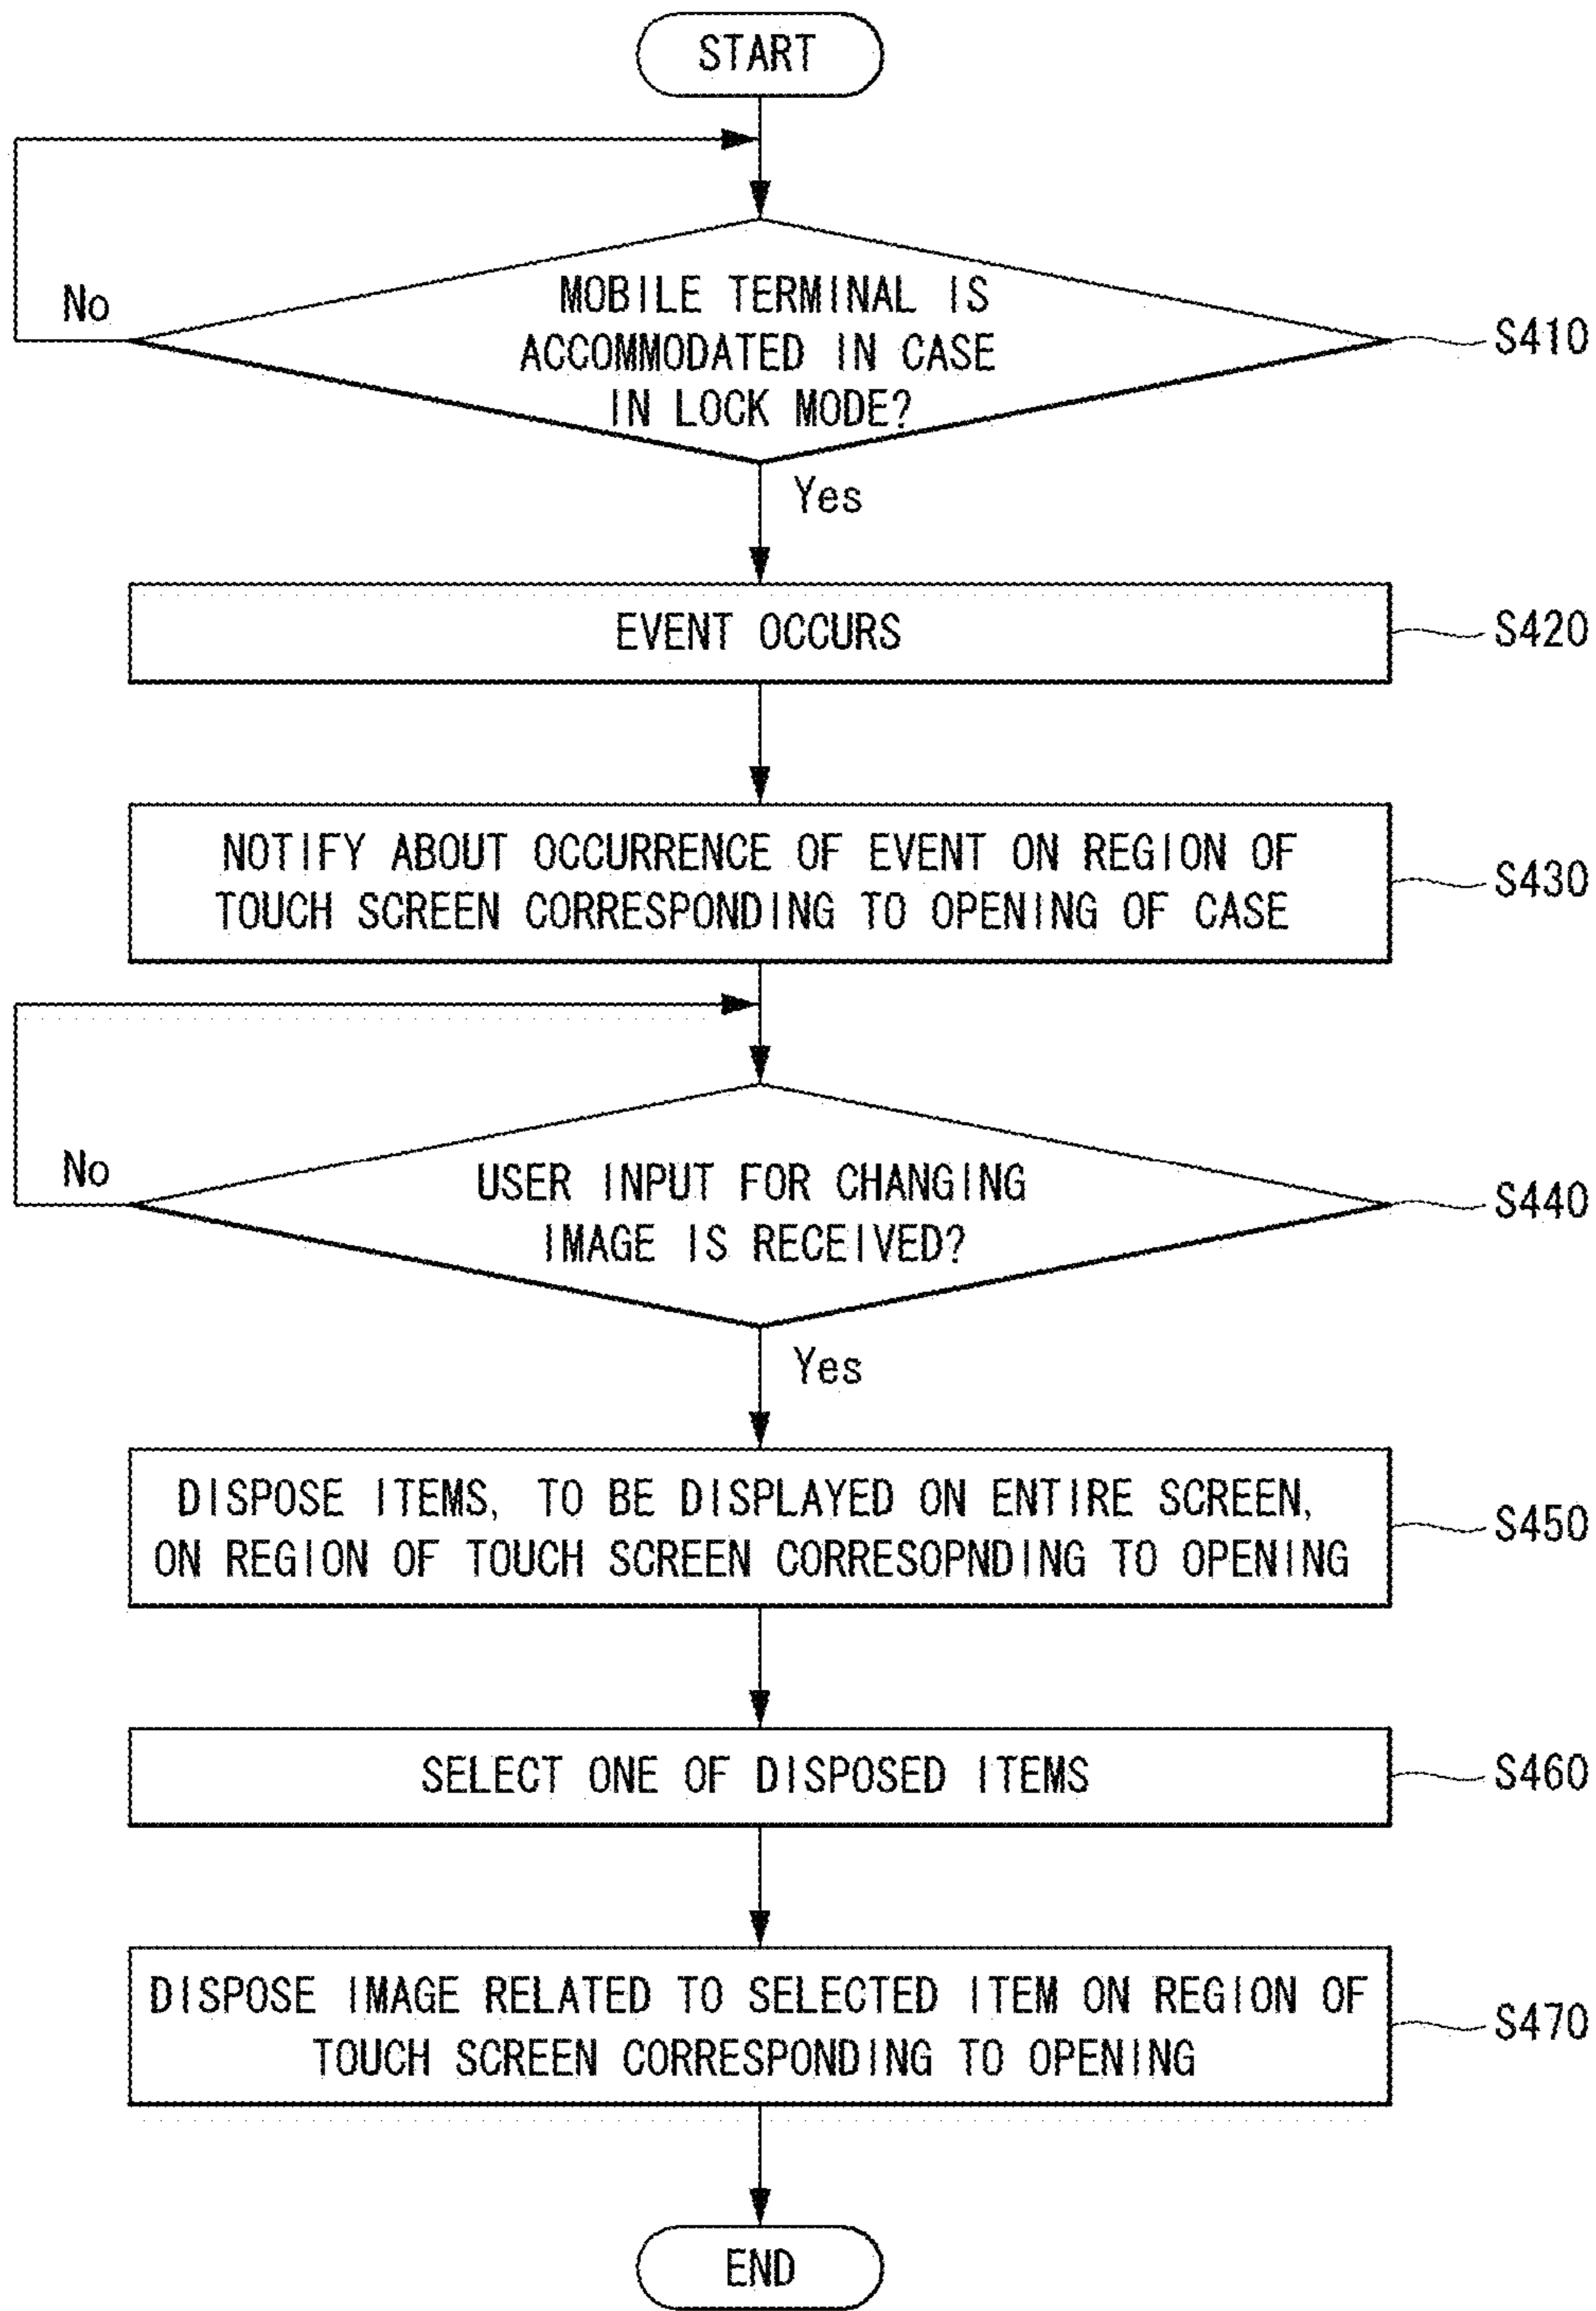 START
No
MOBILE TERMINAL IS
ACCOMMODATED IN CASE
IN LOCK MODE?
S410
Yes
EVENT OCCURS
S420
NOTIFY ABOUT OCCURRENCE OF EVENT ON REGION OF
TOUCH SCREEN CORRESPONDING TO OPENING OF CASE
S430
No
USER INPUT FOR CHANGING
IMAGE IS RECEIVED?
S440
Yes
DISPOSE ITEMS, TO BE DISPLAYED ON ENTIRE SCREEN,
ON REGION OF TOUCH SCREEN CORRESOPNDING TO OPENING
S450
SELECT ONE OF DISPOSED ITEMS
S460
DISPOSE IMAGE RELATED TO SELECTED ITEM ON REGION OF
TOUCH SCREEN CORRESPONDING TO OPENING
S470
END